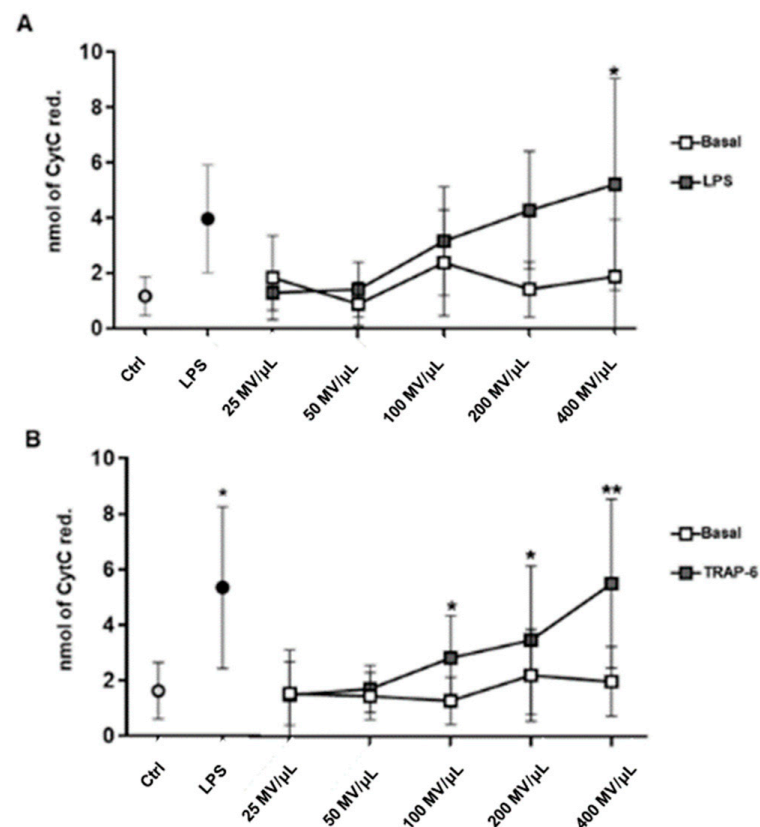 A
nmol of CytC red.
10
8
6
4
2
0
*
Basal
LPS
Ctrl
LPS
25 MV/µL
50 MV/µL
100 MV/µL
200 MV/µL
400 MV/µL
B
nmol of CytC red.
10
8
6
4
2
0
*
*
*
**
Basal
TRAP-6
Ctrl
LPS
25 MV/µL
50 MV/µL
100 MV/µL
200 MV/µL
400 MV/µL